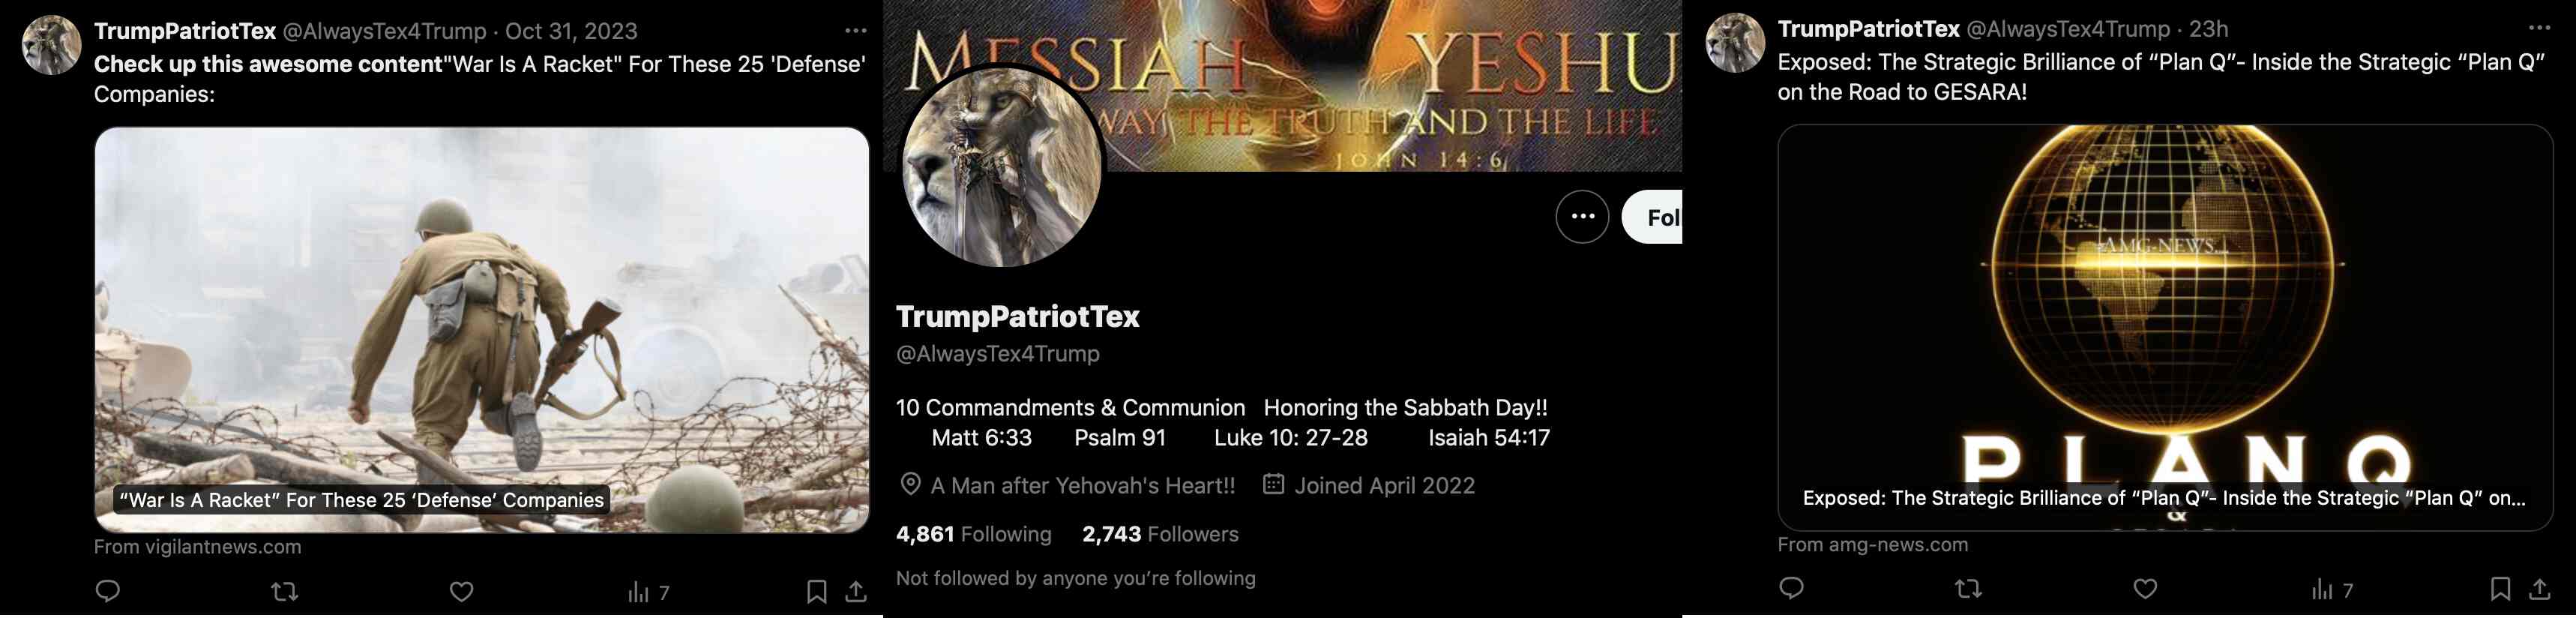 TrumpPatriotTex @AlwaysTex4Trump · Oct 31, 2023
Check up this awesome content"War Is A Racket" For These 25 'Defense'
Companies:
“War Is A Racket” For These 25 ‘Defense’ Companies
From vigilantnews.com
7
MESSIAH YESHU
WAY THE TRUTH AND THE LIFE
JOHN 14:6
Fol
TrumpPatriotTex
@AlwaysTex4Trump
10 Commandments & Communion Honoring the Sabbath Day!!
Matt 6:33 Psalm 91 Luke 10: 27-28 Isaiah 54:17
A Man after Yehovah's Heart!! Joined April 2022
4,861 Following 2,743 Followers
Not followed by anyone you’re following
TrumpPatriotTex @AlwaysTex4Trump · 23h
Exposed: The Strategic Brilliance of “Plan Q”- Inside the Strategic “Plan Q”
on the Road to GESARA!
AMG-NEWS
PLAN Q
Exposed: The Strategic Brilliance of “Plan Q”- Inside the Strategic “Plan Q” on...
&
From amg-news.com
7